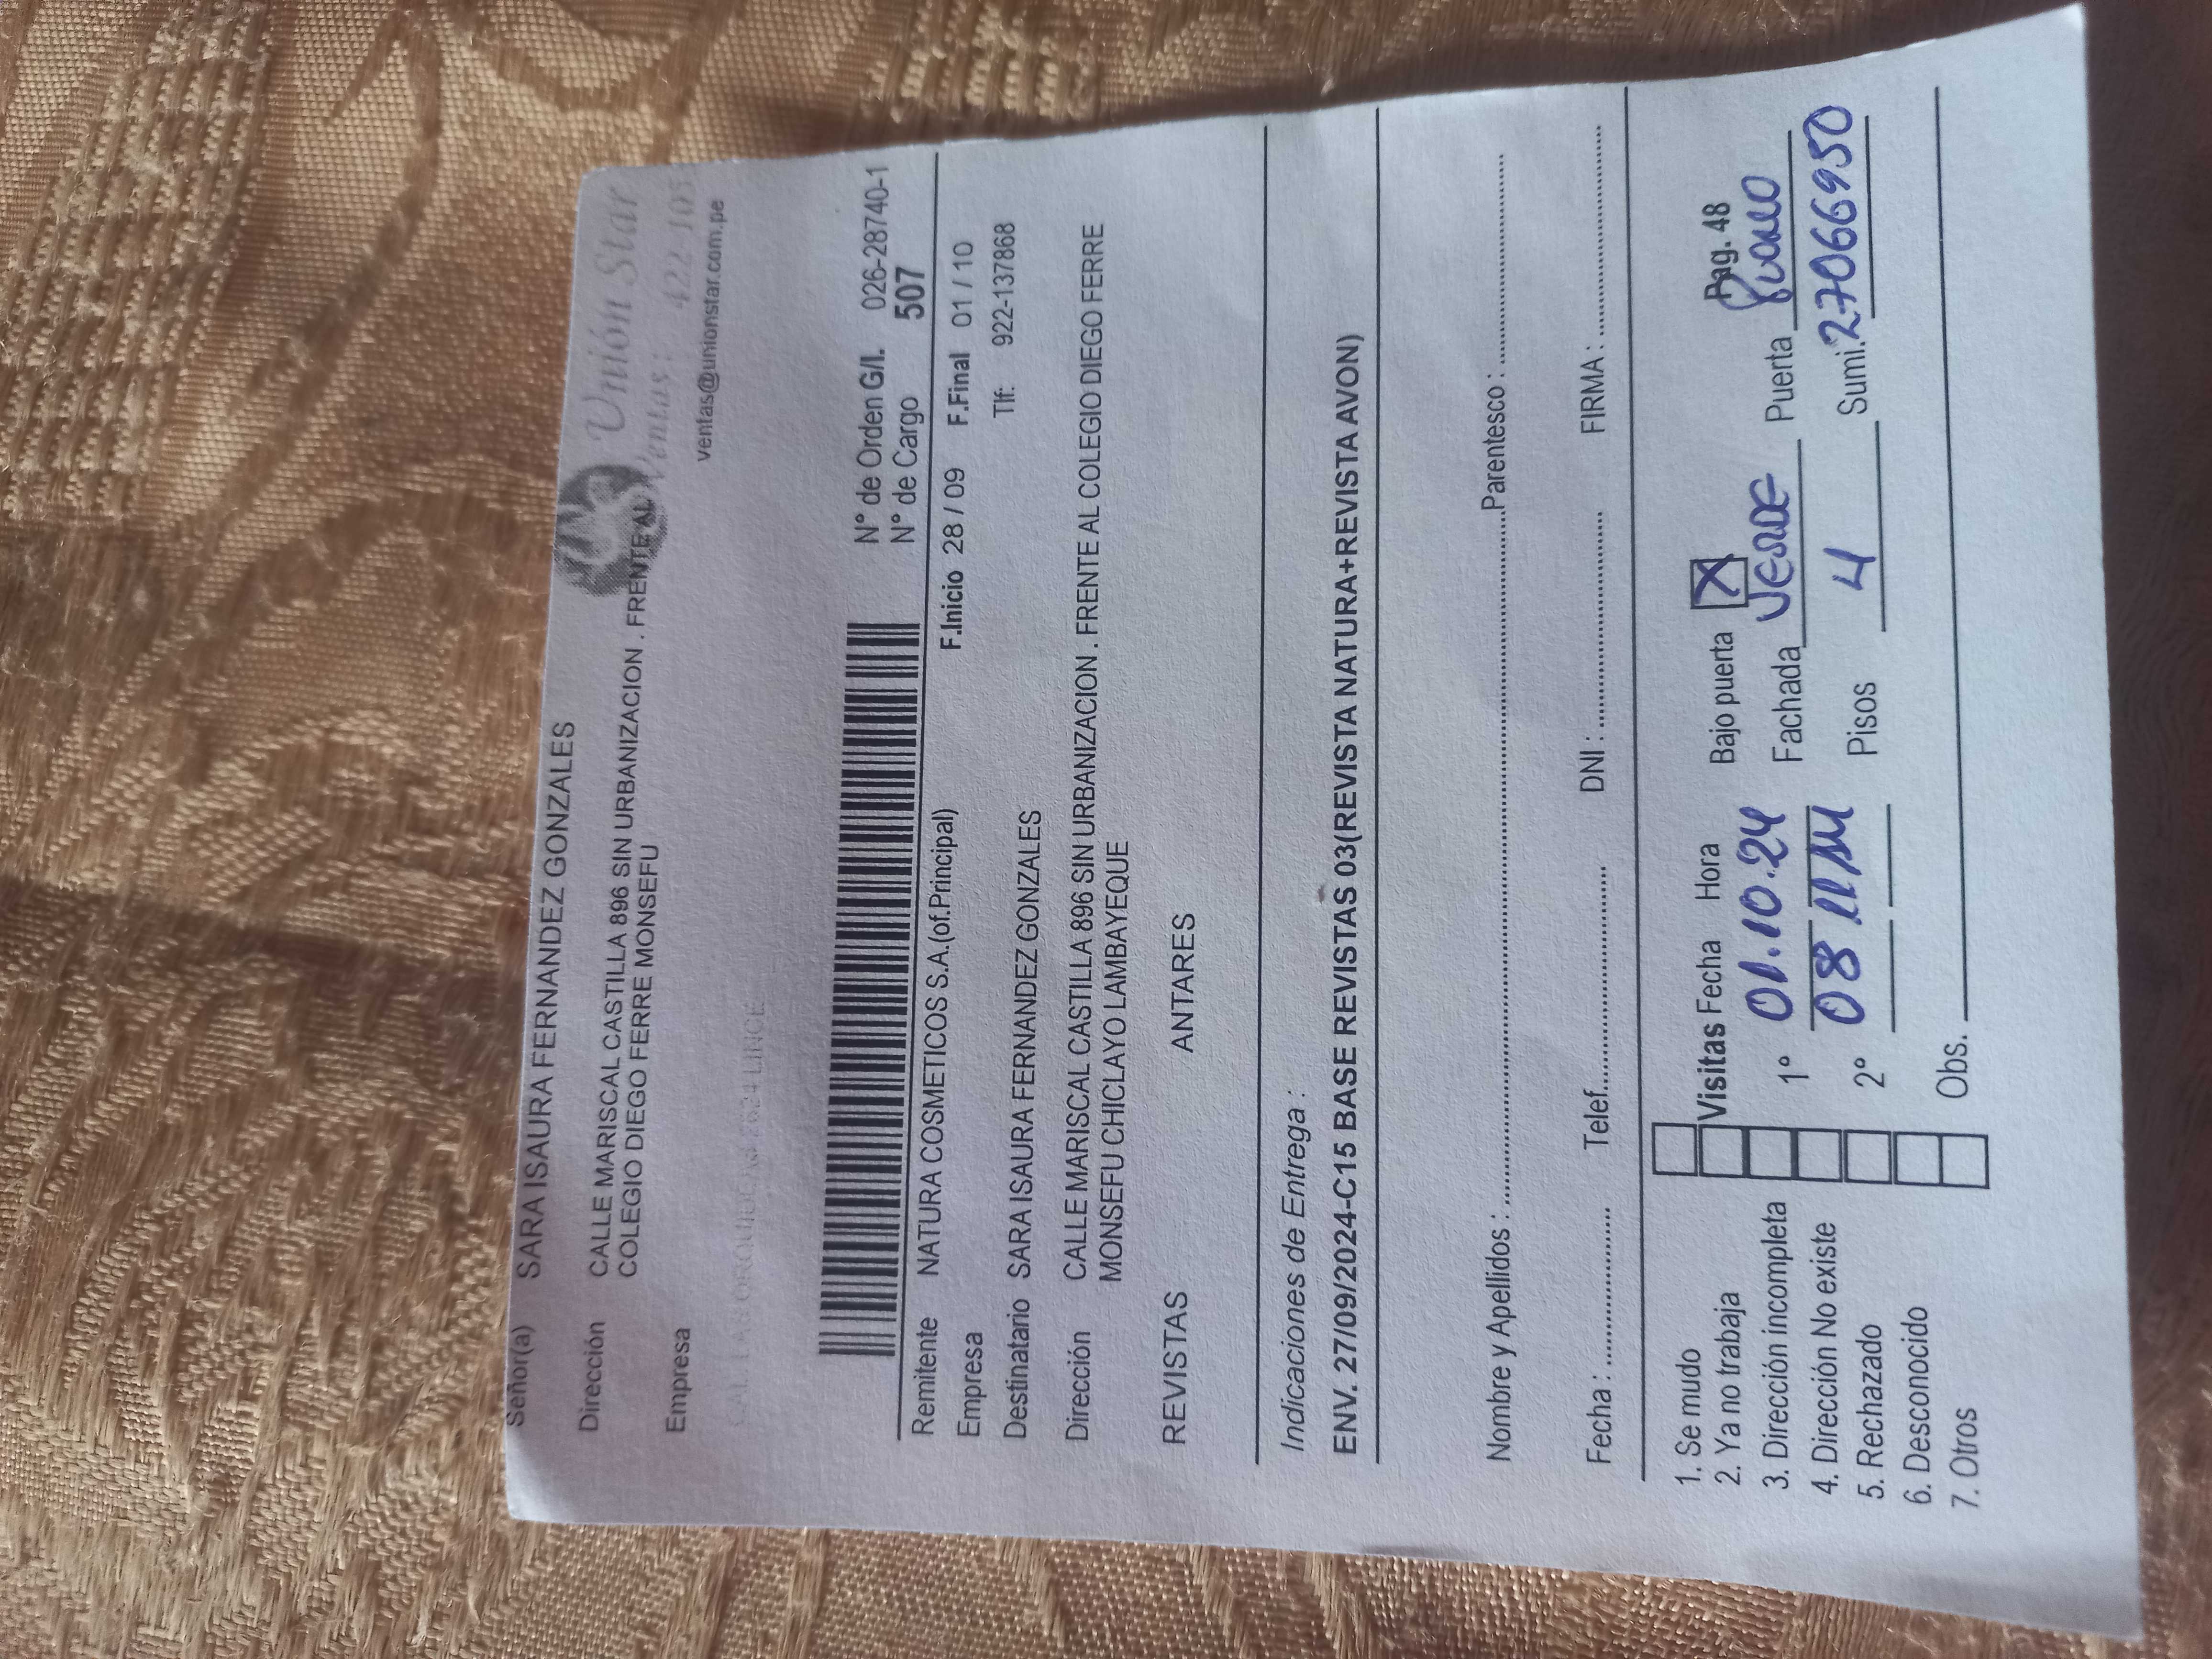 Señor(a) SARA ISAURA FERNANDEZ GONZALES
Unión Star
Ventas: 422-105
ventas@unionstar.com.pe
Dirección CALLE MARISCAL CASTILLA 896 SIN URBANIZACION . FRENTE AL
COLEGIO DIEGO FERRE MONSEFU
Empresa
N° de Orden G/I. 026-28740-1
N° de Cargo 507
Remitente NATURA COSMETICOS S.A.(of.Principal) F.Inicio 28 / 09 F.Final 01 / 10
Empresa Tlf: 922-137868
Destinatario SARA ISAURA FERNANDEZ GONZALES
Dirección CALLE MARISCAL CASTILLA 896 SIN URBANIZACION . FRENTE AL COLEGIO DIEGO FERRE
MONSEFU CHICLAYO LAMBAYEQUE
REVISTAS ANTARES
Indicaciones de Entrega :
ENV. 27/09/2024-C15 BASE REVISTAS 03(REVISTA NATURA+REVISTA AVON)
Nombre y Apellidos : Parentesco :
Fecha : Telef. DNI : FIRMA :
Pag. 48
1. Se mudo
2. Ya no trabaja Visitas Fecha Hora Bajo puerta X
3. Dirección incompleta 1° 01.10.24 Fachada Puerta
4. Dirección No existe 08
5. Rechazado 2° Pisos 4 Sumi. 27066950
6. Desconocido
7. Otros Obs.